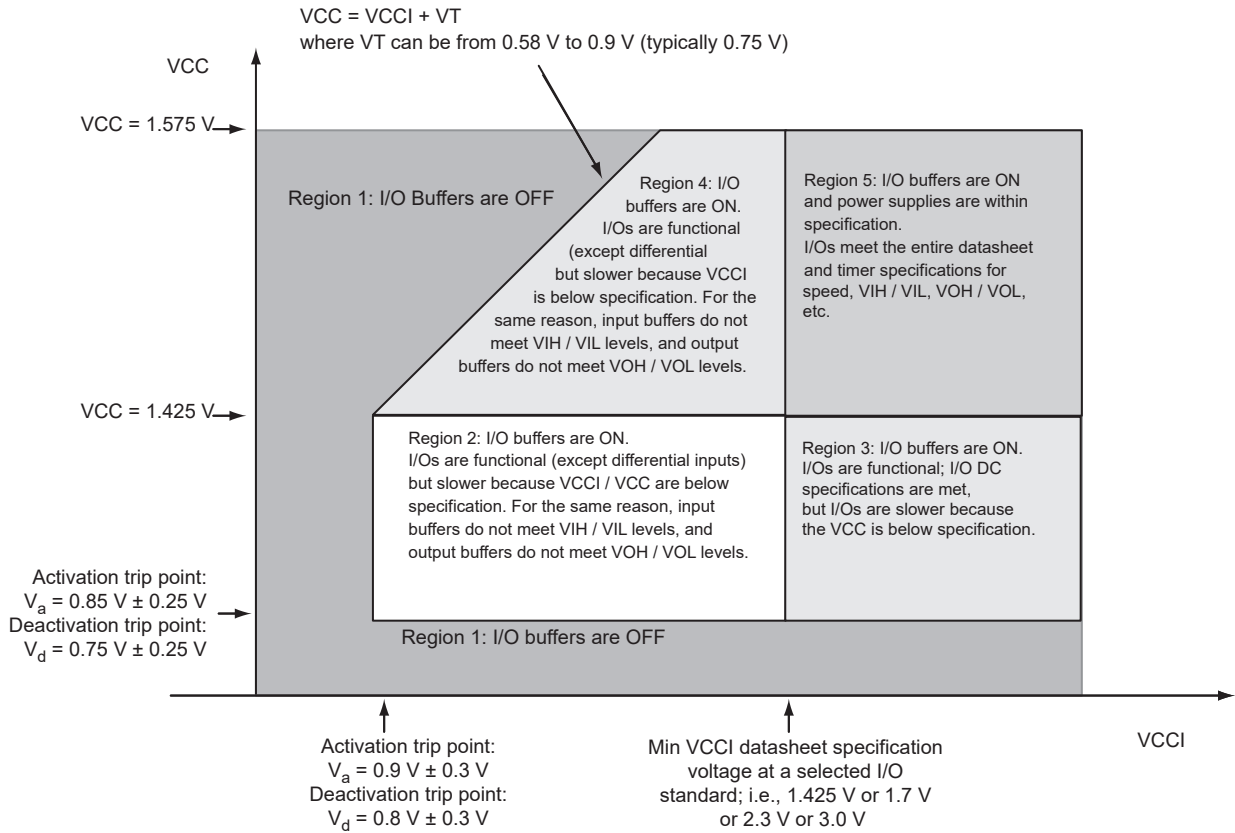 VCC = VCCI + VT
where VT can be from 0.58 V to 0.9 V (typically 0.75 V)
VCC
VCC = 1.575 V
Region 1: I/O Buffers are OFF
Region 4: I/O
buffers are ON.
I/Os are functional
(except differential
but slower because VCCI
is below specification. For the
same reason, input buffers do not
meet VIH / VIL levels, and output
buffers do not meet VOH / VOL levels.
Region 5: I/O buffers are ON
and power supplies are within
specification.
I/Os meet the entire datasheet
and timer specifications for
speed, VIH / VIL, VOH / VOL,
etc.
VCC = 1.425 V
Region 2: I/O buffers are ON.
I/Os are functional (except differential inputs)
but slower because VCCI / VCC are below
specification. For the same reason, input
buffers do not meet VIH / VIL levels, and
output buffers do not meet VOH / VOL levels.
Region 3: I/O buffers are ON.
I/Os are functional; I/O DC
specifications are met,
but I/Os are slower because
the VCC is below specification.
Activation trip point:
Va = 0.85 V ± 0.25 V
Deactivation trip point:
Vd = 0.75 V ± 0.25 V
Region 1: I/O buffers are OFF
Activation trip point:
Va = 0.9 V ± 0.3 V
Deactivation trip point:
Vd = 0.8 V ± 0.3 V
Min VCCI datasheet specification
voltage at a selected I/O
standard; i.e., 1.425 V or 1.7 V
or 2.3 V or 3.0 V
VCCI